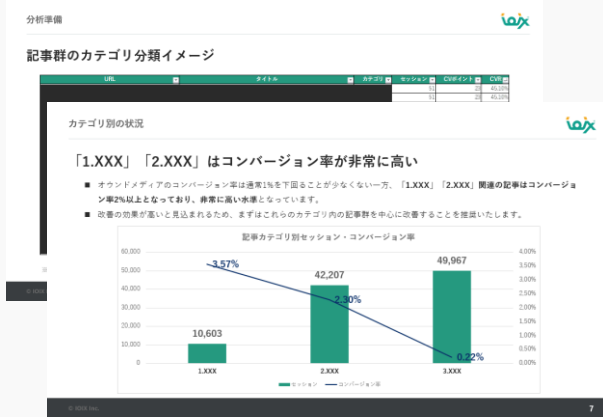 分析準備
ioix
記事群のカテゴリ分類イメージ
URL タイトル カテゴリ セッション CVポイント CVR
51 23 45.10%
51 23 45.10%
カテゴリ別の状況
ioix
「1.XXX」「2.XXX」はコンバージョン率が非常に高い
■ オウンドメディアのコンバージョン率は通常1%を下回ることが少なくない一方、「1.XXX」「2.XXX」関連の記事はコンバージョ
ン率2%以上となっており、非常に高い水準となっています。
■ 改善の効果が高いと見込まれるため、まずはこれらのカテゴリ内の記事群を中心に改善することを推奨いたします。
記事カテゴリ別セッション・コンバージョン率
60,000 4.00%
50,000 3.50%
40,000 3.00%
30,000 2.50%
20,000 2.00%
10,000 1.50%
0 1.00%
0.50%
0.00%
3.57%
2.30%
0.22%
10,603
42,207
49,967
1.XXX 2.XXX 3.XXX
セッション コンバージョン率
© IOIX Inc. 7